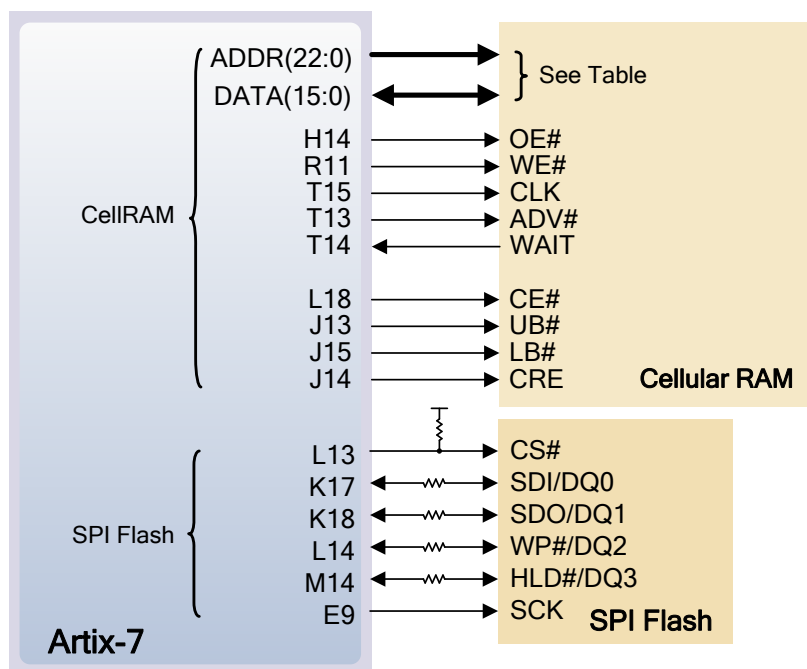 ADDR(22:0)
DATA(15:0)
See Table
H14 OE#
R11 WE#
T15 CLK
T13 ADV#
CellRAM
T14 WAIT
L18 CE#
J13 UB#
J15 LB#
J14 CRE
Cellular RAM
L13 CS#
K17 SDI/DQ0
K18 SDO/DQ1
SPI Flash
L14 WP#/DQ2
M14 HLD#/DQ3
E9 SCK
SPI Flash
Artix-7